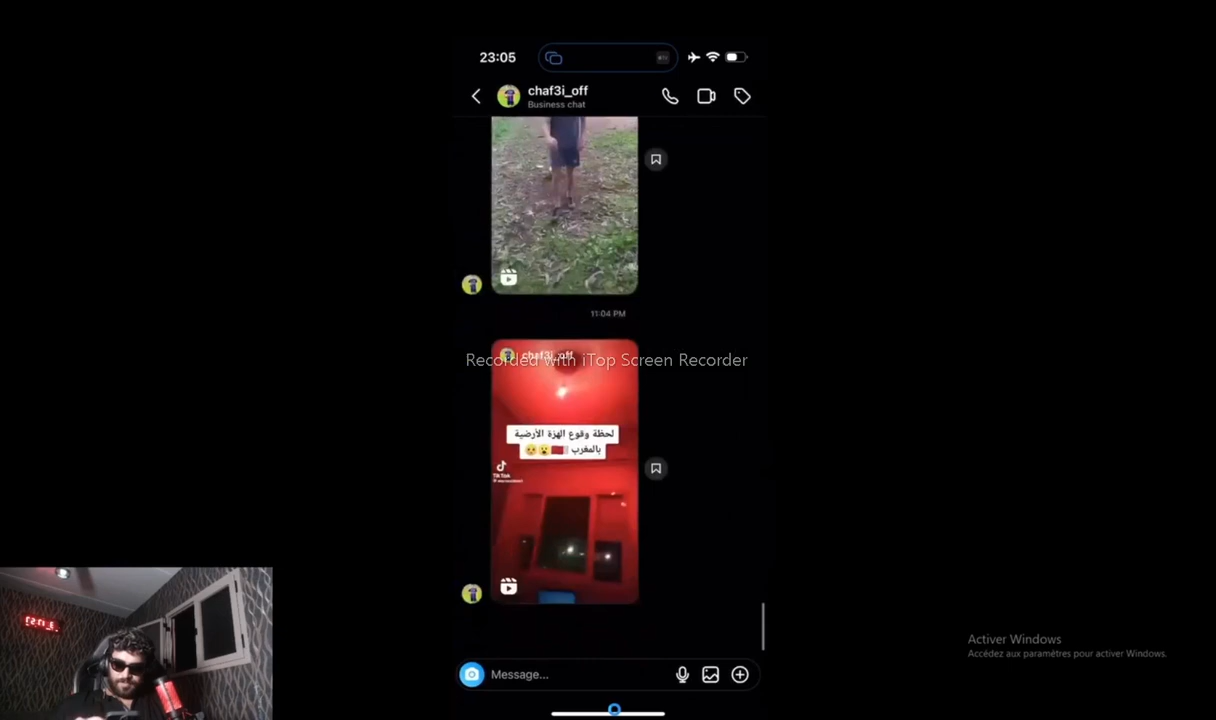 23:05
chaf3i_off
Business chat
11:04 PM
chaf3i_off
Recorded with iTop Screen Recorder
لحظة وقوع الهزة الأرضية
بالمغرب
TikTok
Message...
Activer Windows
Accédez aux paramètres pour activer Windows.